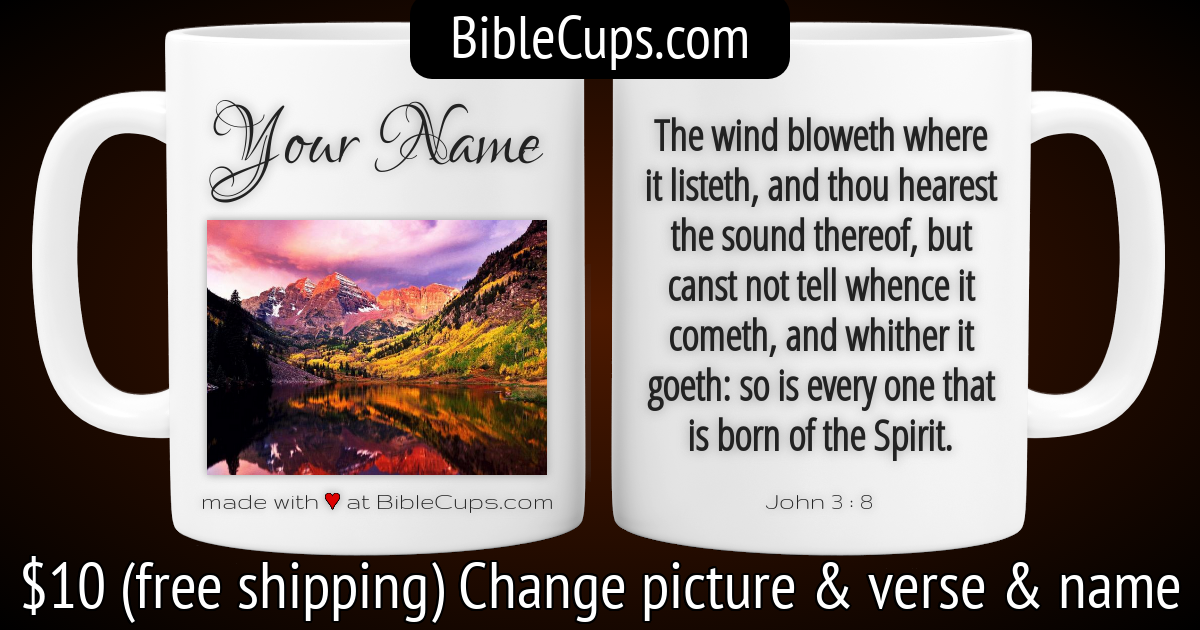 BibleCups.com
Your Name
made with ♥ at BibleCups.com
The wind bloweth where
it listeth, and thou hearest
the sound thereof, but
canst not tell whence it
cometh, and whither it
goeth: so is every one that
is born of the Spirit.
John 3 : 8
$10 (free shipping) Change picture & verse & name